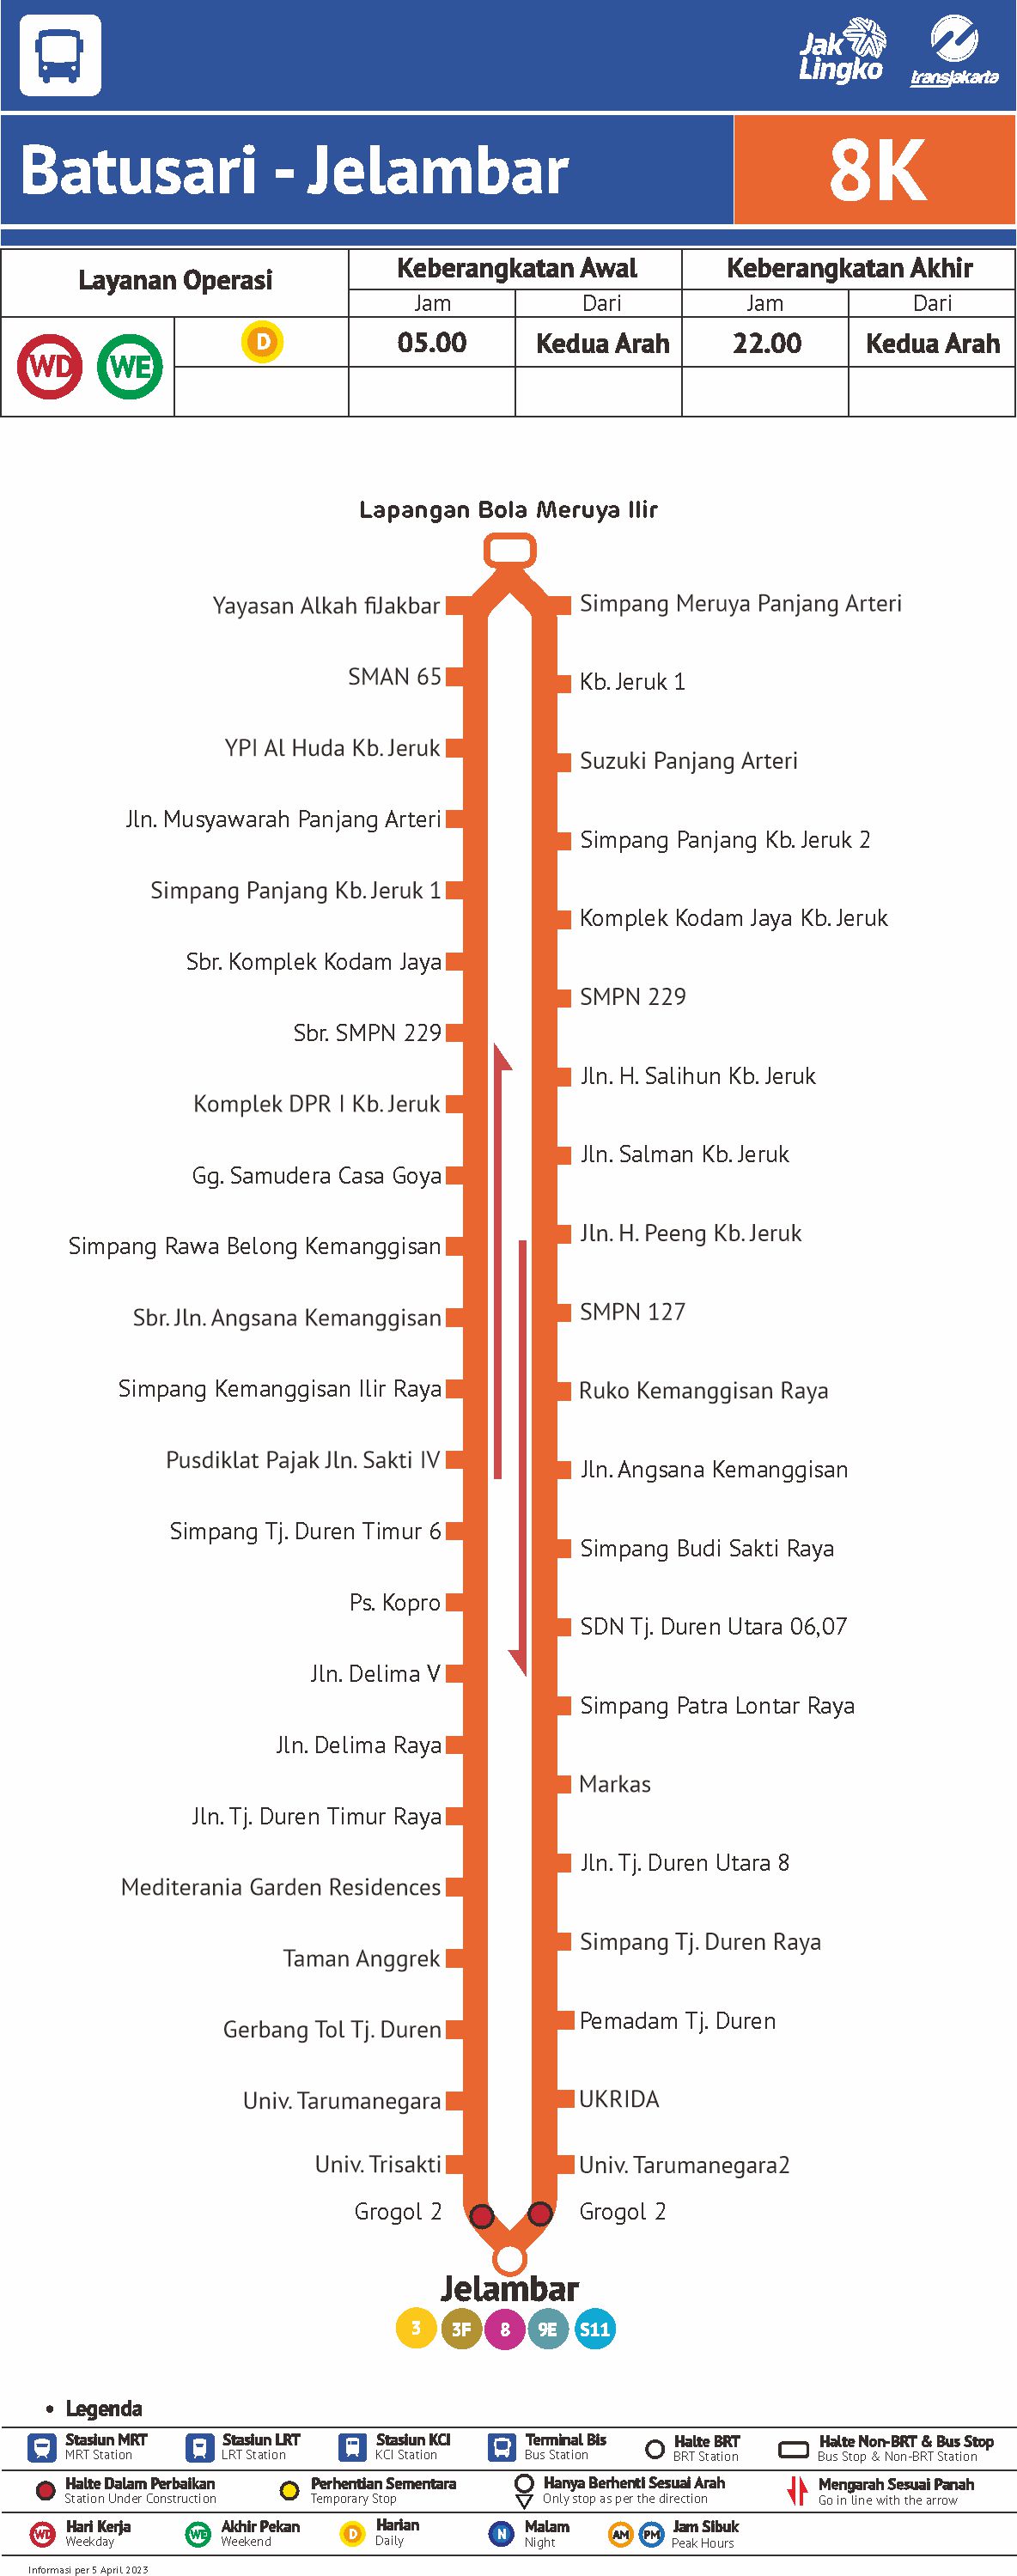 Jak
Lingko
transjakarta
Batusari - Jelambar
8K
Layanan Operasi
Keberangkatan Awal
Keberangkatan Akhir
Jam
Dari
Jam
Dari
WD
WE
D
05.00
Kedua Arah
22.00
Kedua Arah
Lapangan Bola Meruya Ilir
Yayasan Alkah fiJakbar
Simpang Meruya Panjang Arteri
SMAN 65
Kb. Jeruk 1
YPI Al Huda Kb. Jeruk
Suzuki Panjang Arteri
Jln. Musyawarah Panjang Arteri
Simpang Panjang Kb. Jeruk 2
Simpang Panjang Kb. Jeruk 1
Komplek Kodam Jaya Kb. Jeruk
Sbr. Komplek Kodam Jaya
SMPN 229
Sbr. SMPN 229
Jln. H. Salihun Kb. Jeruk
Komplek DPR I Kb. Jeruk
Jln. Salman Kb. Jeruk
Gg. Samudera Casa Goya
Jln. H. Peeng Kb. Jeruk
Simpang Rawa Belong Kemanggisan
SMPN 127
Sbr. Jln. Angsana Kemanggisan
Simpang Kemanggisan Ilir Raya
Ruko Kemanggisan Raya
Pusdiklat Pajak Jln. Sakti IV
Jln. Angsana Kemanggisan
Simpang Tj. Duren Timur 6
Simpang Budi Sakti Raya
Ps. Kopro
SDN Tj. Duren Utara 06,07
Jln. Delima V
Simpang Patra Lontar Raya
Jln. Delima Raya
Markas
Jln. Tj. Duren Timur Raya
Jln. Tj. Duren Utara 8
Mediterania Garden Residences
Simpang Tj. Duren Raya
Taman Anggrek
Pemadam Tj. Duren
Gerbang Tol Tj. Duren
UKRIDA
Univ. Tarumanegara
Univ. Trisakti
Univ. Tarumanegara2
Grogol 2
Grogol 2
Jelambar
3
3F
8
9E
S11
• Legenda
Stasiun MRT
MRT Station
Stasiun LRT
LRT Station
Stasiun KCI
KCI Station
Terminal Bis
Bus Station
Halte BRT
BRT Station
Halte Non-BRT & Bus Stop
Bus Stop & Non-BRT Station
Halte Dalam Perbaikan
Station Under Construction
Perhentian Sementara
Temporary Stop
Hanya Berhenti Sesuai Arah
Only stop as per the direction
Mengarah Sesuai Panah
Go in line with the arrow
WD
Hari Kerja
Weekday
WE
Akhir Pekan
Weekend
D
Harian
Daily
N
Malam
Night
AM
PM
Jam Sibuk
Peak Hours
Informasi per 5 April 2023